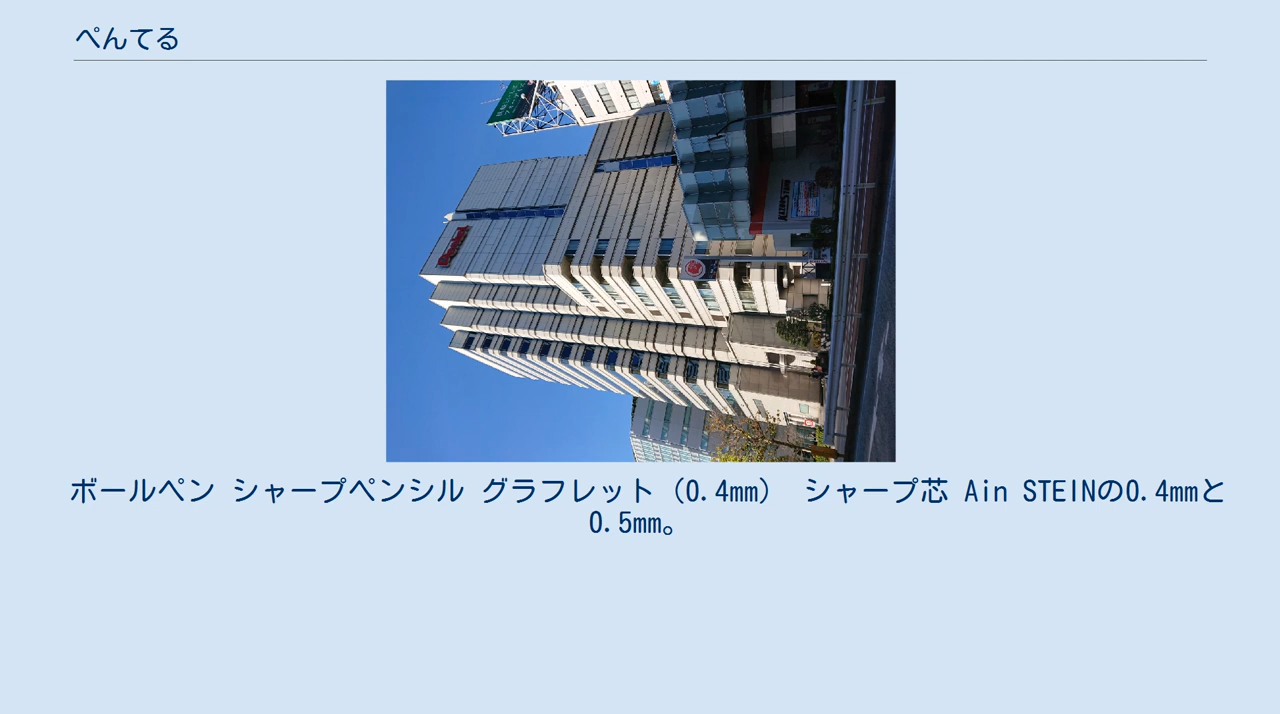 ぺんてる
Pentel
ボールペン シャープペンシル グラフレット（0.4mm） シャープ芯 Ain STEINの0.4mmと
0.5mm。